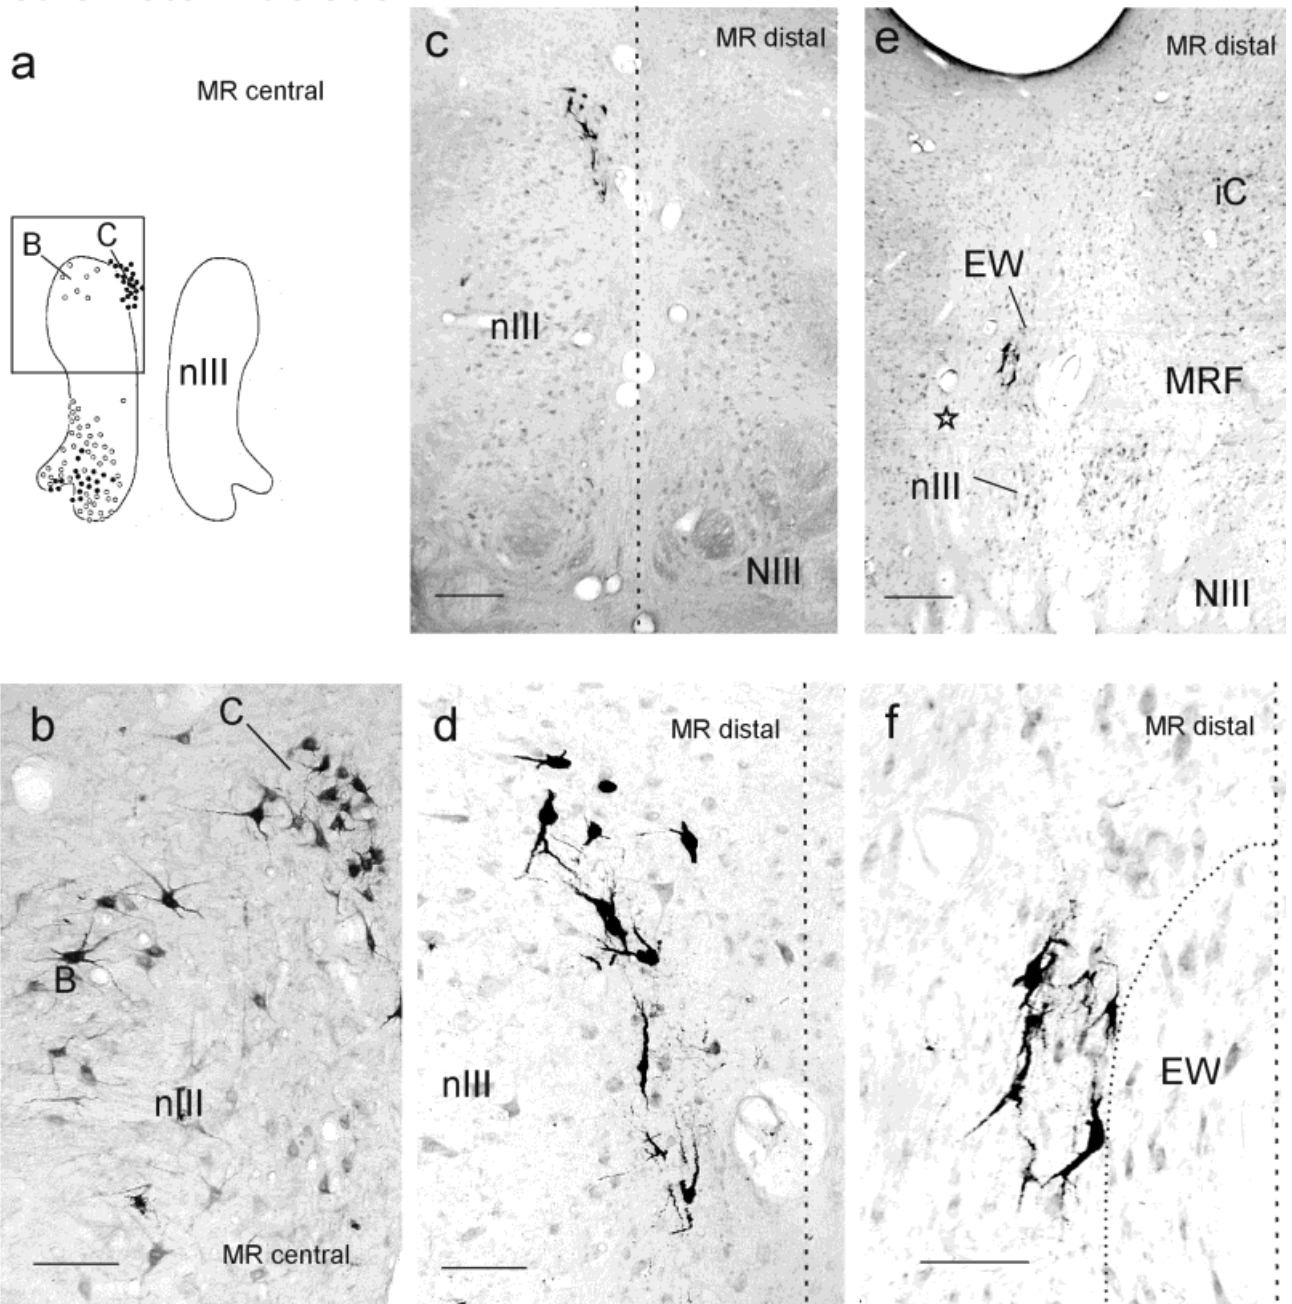 a
MR central
B
C
nIII
c
MR distal
nIII
NIII
e
MR distal
iC
EW
MRF
nIII
NIII
b
C
B
nIII
MR central
d
MR distal
nIII
f
MR distal
EW